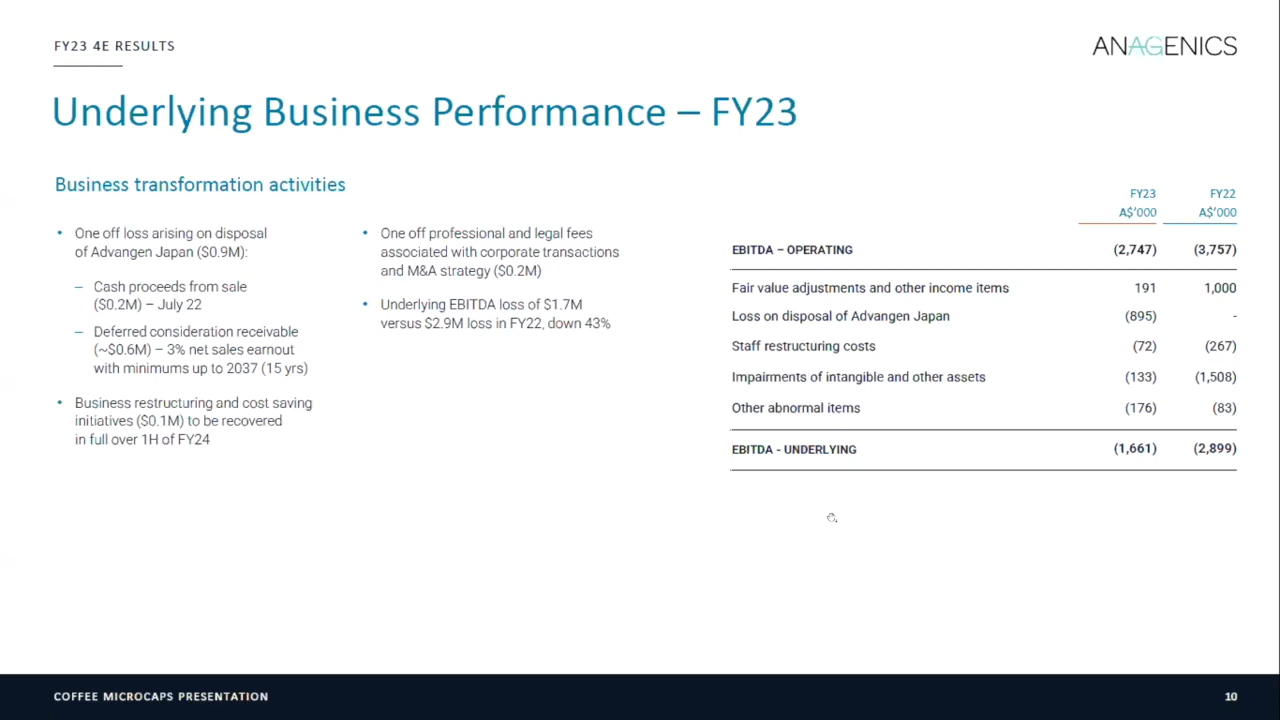 FY23 4E RESULTS
ANAGENICS
Underlying Business Performance – FY23
Business transformation activities
• One off loss arising on disposal
of Advangen Japan ($0.9M):
– Cash proceeds from sale
($0.2M) – July 22
– Deferred consideration receivable
(~$0.6M) – 3% net sales earnout
with minimums up to 2037 (15 yrs)
• Business restructuring and cost saving
initiatives ($0.1M) to be recovered
in full over 1H of FY24
• One off professional and legal fees
associated with corporate transactions
and M&A strategy ($0.2M)
• Underlying EBITDA loss of $1.7M
versus $2.9M loss in FY22, down 43%
FY23 FY22
A$'000 A$'000
EBITDA – OPERATING (2,747) (3,757)
Fair value adjustments and other income items 191 1,000
Loss on disposal of Advangen Japan (895) -
Staff restructuring costs (72) (267)
Impairments of intangible and other assets (133) (1,508)
Other abnormal items (176) (83)
EBITDA - UNDERLYING (1,661) (2,899)
COFFEE MICROCAPS PRESENTATION
10